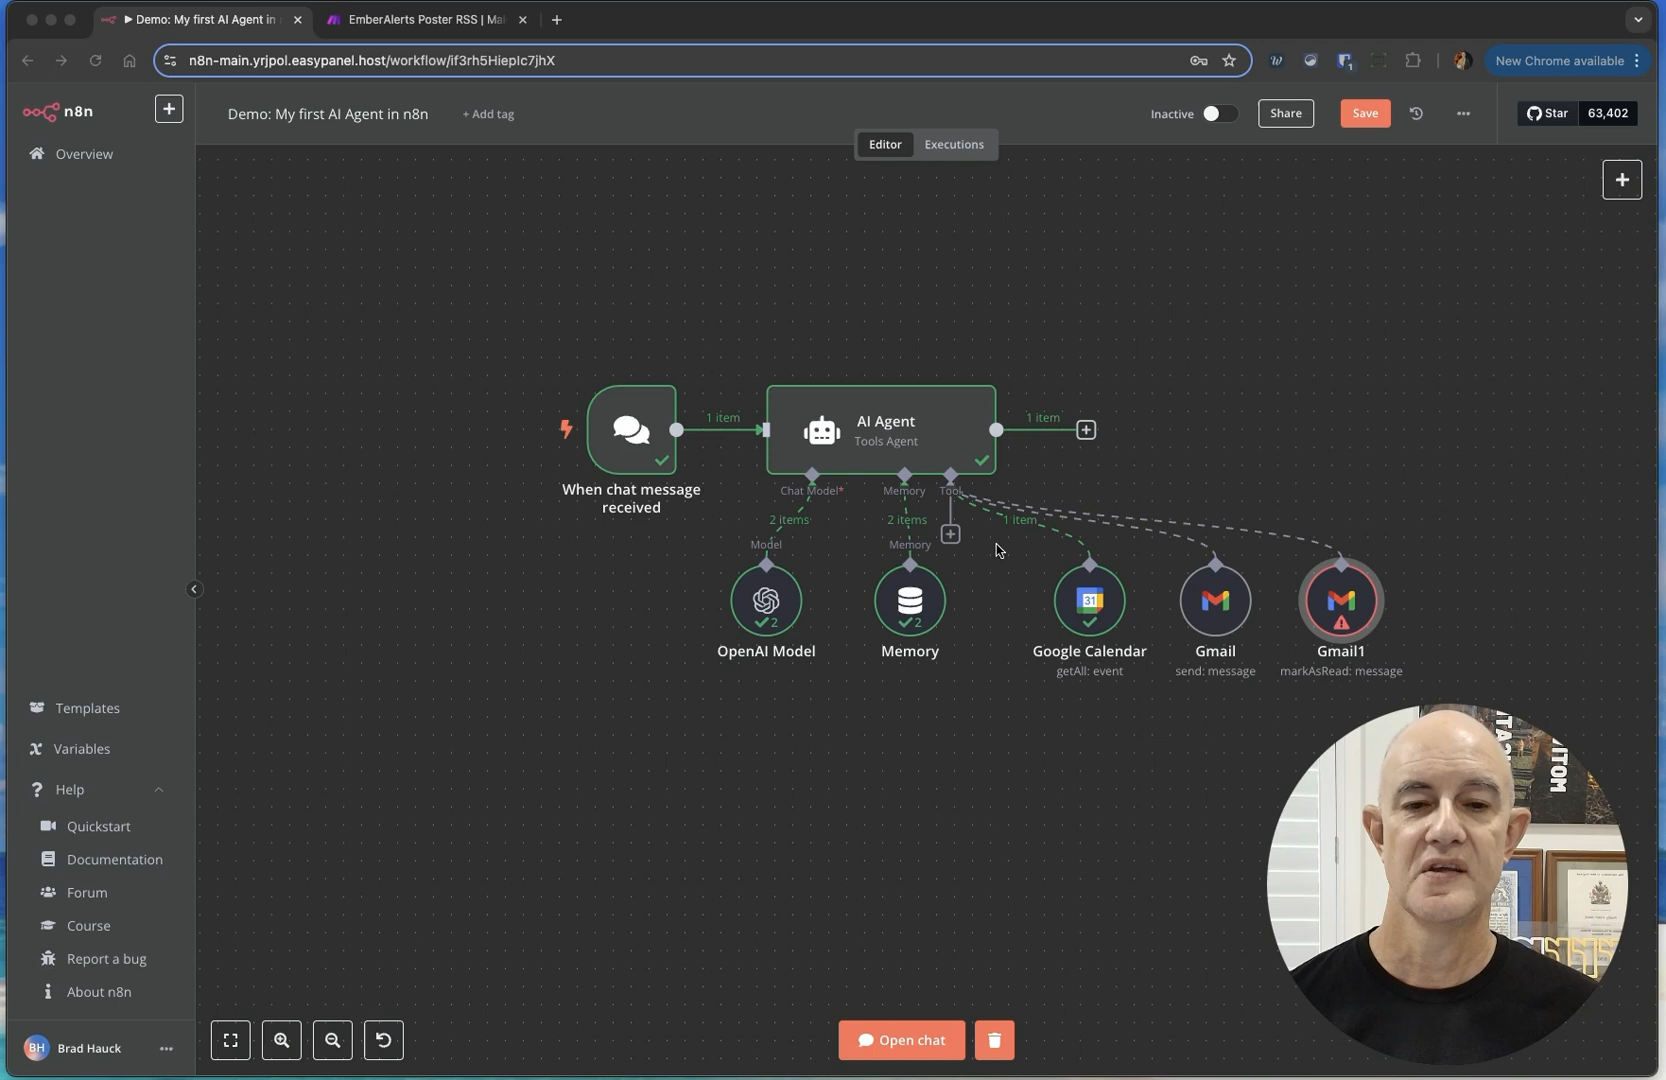 Demo: My first AI Agent in
EmberAlerts Poster RSS | Ma
n8n-main.yrjpol.easypanel.host/workflow/if3rh5HiepIc7jhX
New Chrome available
n8n
Demo: My first AI Agent in n8n
+ Add tag
Inactive
Share
Save
Star
63,402
Editor
Executions
Overview
1 item
AI Agent
Tools Agent
1 item
When chat message
received
Chat Model*
Memory
Tool
2 items
2 items
1 item
Model
Memory
31
2
2
OpenAI Model
Memory
Google Calendar
getAll: event
Gmail
send: message
Gmail1
markAsRead: message
Templates
Variables
Help
Quickstart
Documentation
Forum
Course
Report a bug
About n8n
BH
Brad Hauck
Open chat